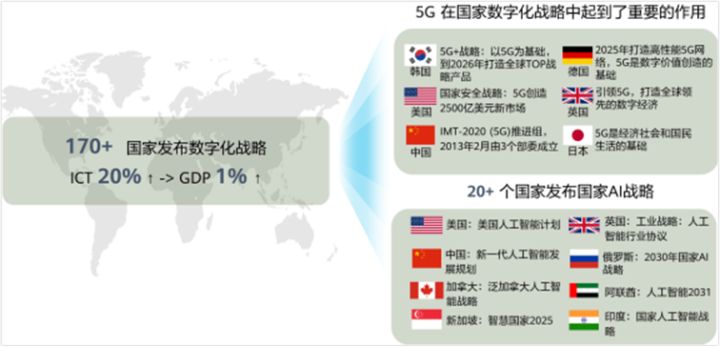 5G 在国家数字化战略中起到了重要的作用
5G+战略：以5G为基础，
到2026年打造全球TOP战
略产品
韩国
2025年打造高性能5G网
络，5G是数字价值创造的
基础
德国
国家安全战略：5G创造
2500亿美元新市场
美国
引领5G，打造全球领
先的数字经济
英国
IMT-2020 (5G)推进组，
2013年2月由3个部委成立
中国
5G是经济社会和国民
生活的基础
日本
170+ 国家发布数字化战略
ICT 20% ↑ -> GDP 1% ↑
20+ 个国家发布国家AI战略
美国：美国人工智能计划
英国：工业战略：人工
智能行业协议
中国：新一代人工智能发
展规划
俄罗斯：2030年国家AI
战略
加拿大：泛加拿大人工智
能战略
阿联酋：人工智能2031
新加坡：智慧国家2025
印度：国家人工智能战
略